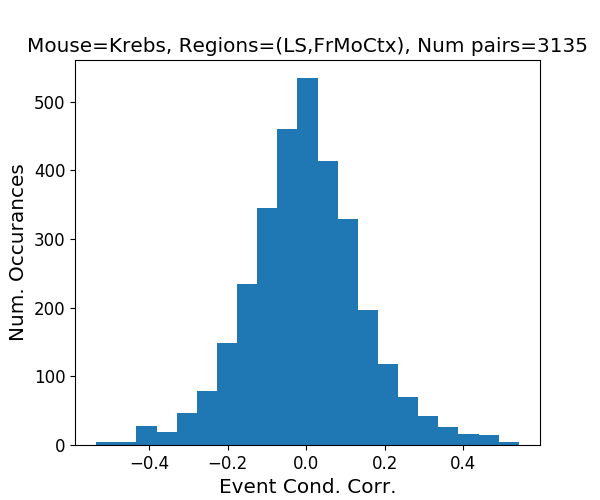 Mouse=Krebs, Regions=(LS,FrMoCtx), Num pairs=3135
Num. Occurances
500
400
300
200
100
0
−0.4 −0.2 0.0 0.2 0.4
Event Cond. Corr.